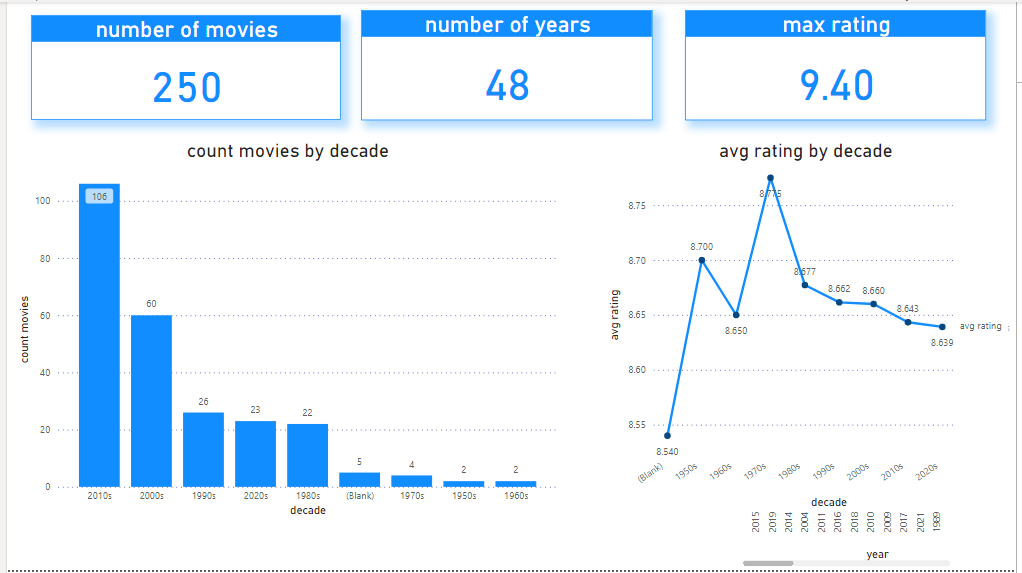 number of movies
250
number of years
48
max rating
9.40
count movies by decade
count movies
100
80
60
40
20
0
106
60
26
23
22
5
4
2
2
2010s
2000s
1990s
2020s
1980s
(Blank)
1970s
1950s
1960s
decade
avg rating by decade
avg rating
8.75
8.70
8.65
8.60
8.55
8.540
8.700
8.650
8.775
8.677
8.662
8.660
8.643
8.639
avg rating
(Blank)
1950s
1960s
1970s
1980s
1990s
2000s
2010s
2020s
decade
2015
2019
2014
2004
2011
2016
2018
2010
2009
2017
2021
1989
year